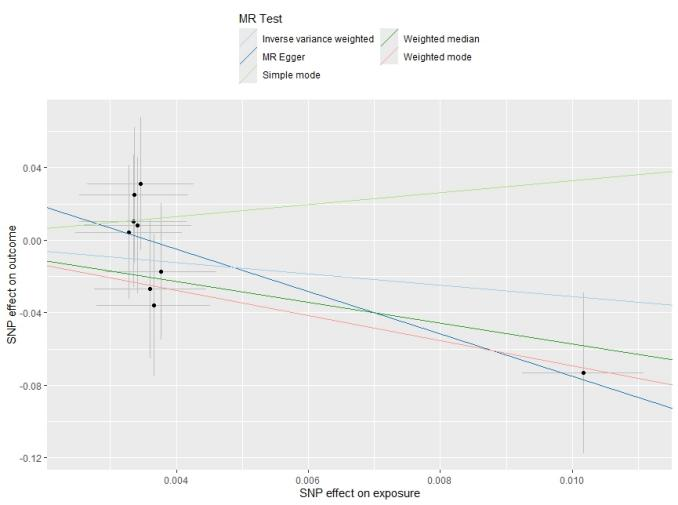 MR Test
Inverse variance weighted
Weighted median
MR Egger
Weighted mode
Simple mode
0.04
0.00
-0.04
-0.08
-0.12
SNP effect on outcome
0.004
0.006
0.008
0.010
SNP effect on exposure